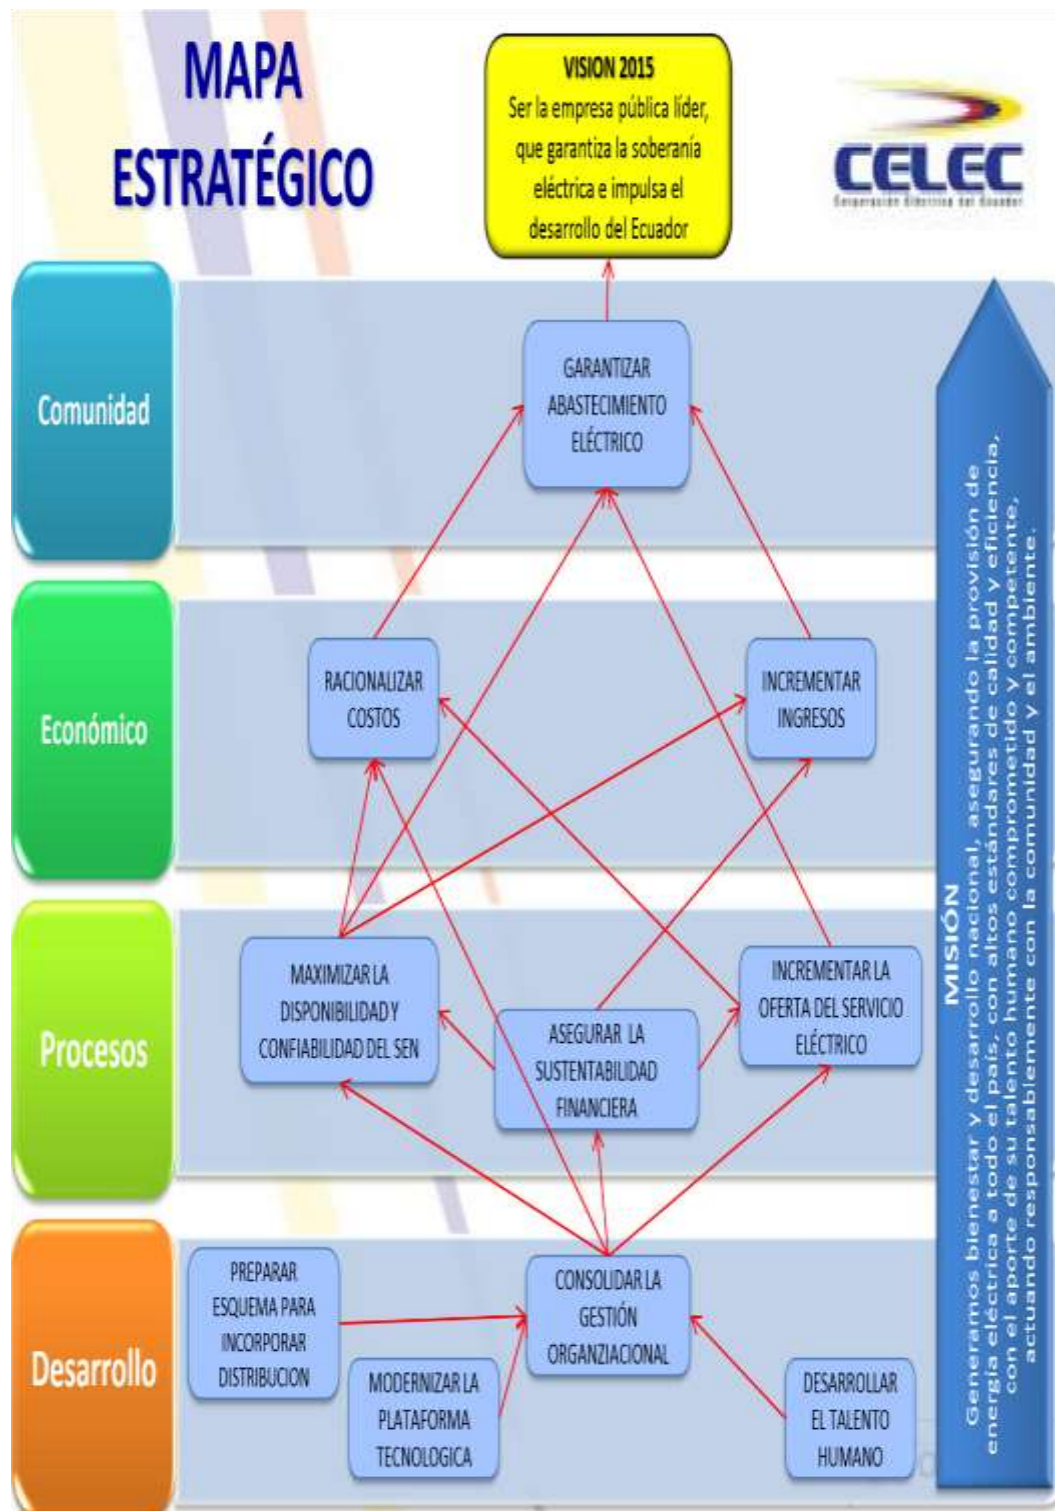 MAPA
ESTRATÉGICO
VISION 2015
Ser la empresa pública líder,
que garantiza la soberanía
eléctrica e impulsa el
desarrollo del Ecuador
CELEC
Corporación Eléctrica del Ecuador
Comunidad
GARANTIZAR
ABASTECIMIENTO
ELÉCTRICO
Económico
RACIONALIZAR
COSTOS
INCREMENTAR
INGRESOS
Procesos
MAXIMIZAR LA
DISPONIBILIDAD Y
CONFIABILIDAD DEL SEN
ASEGURAR LA
SUSTENTABILIDAD
FINANCIERA
INCREMENTAR LA
OFERTA DEL SERVICIO
ELÉCTRICO
Desarrollo
PREPARAR
ESQUEMA PARA
INCORPORAR
DISTRIBUCION
MODERNIZAR LA
PLATAFORMA
TECNOLOGICA
CONSOLIDAR LA
GESTIÓN
ORGANZIACIONAL
DESARROLLAR
EL TALENTO
HUMANO
MISIÓN
Generamos bienestar y desarrollo nacional, asegurando la provisión de
energía eléctrica a todo el país, con altos estándares de calidad y eficiencia,
con el aporte de su talento humano comprometido y competente,
actuando responsablemente con la comunidad y el ambiente.